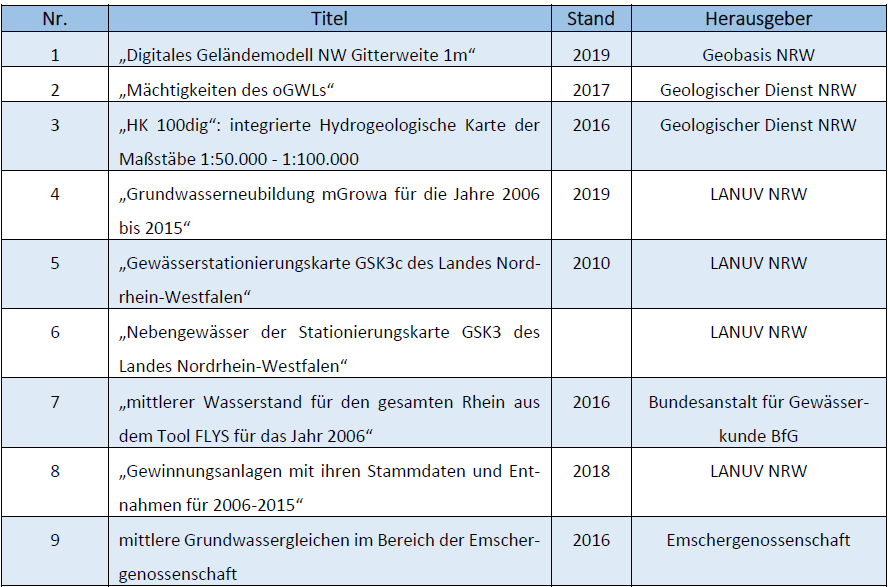 Nr. Titel Stand Herausgeber
1 „Digitales Geländemodell NW Gitterweite 1m“ 2019 Geobasis NRW
2 „Mächtigkeiten des oGWLs“ 2017 Geologischer Dienst NRW
3 „HK 100dig“: integrierte Hydrogeologische Karte der 2016 Geologischer Dienst NRW
Maßstäbe 1:50.000 - 1:100.000
4 „Grundwasserneubildung mGrowa für die Jahre 2006 2019 LANUV NRW
bis 2015“
5 „Gewässerstationierungskarte GSK3c des Landes Nord- 2010 LANUV NRW
rhein-Westfalen“
6 „Nebengewässer der Stationierungskarte GSK3 des LANUV NRW
Landes Nordrhein-Westfalen“
7 „mittlerer Wasserstand für den gesamten Rhein aus 2016 Bundesanstalt für Gewässer-
dem Tool FLYS für das Jahr 2006“ kunde BfG
8 „Gewinnungsanlagen mit ihren Stammdaten und Ent- 2018 LANUV NRW
nahmen für 2006-2015“
9 mittlere Grundwassergleichen im Bereich der Emscher- 2016 Emschergenossenschaft
genossenschaft